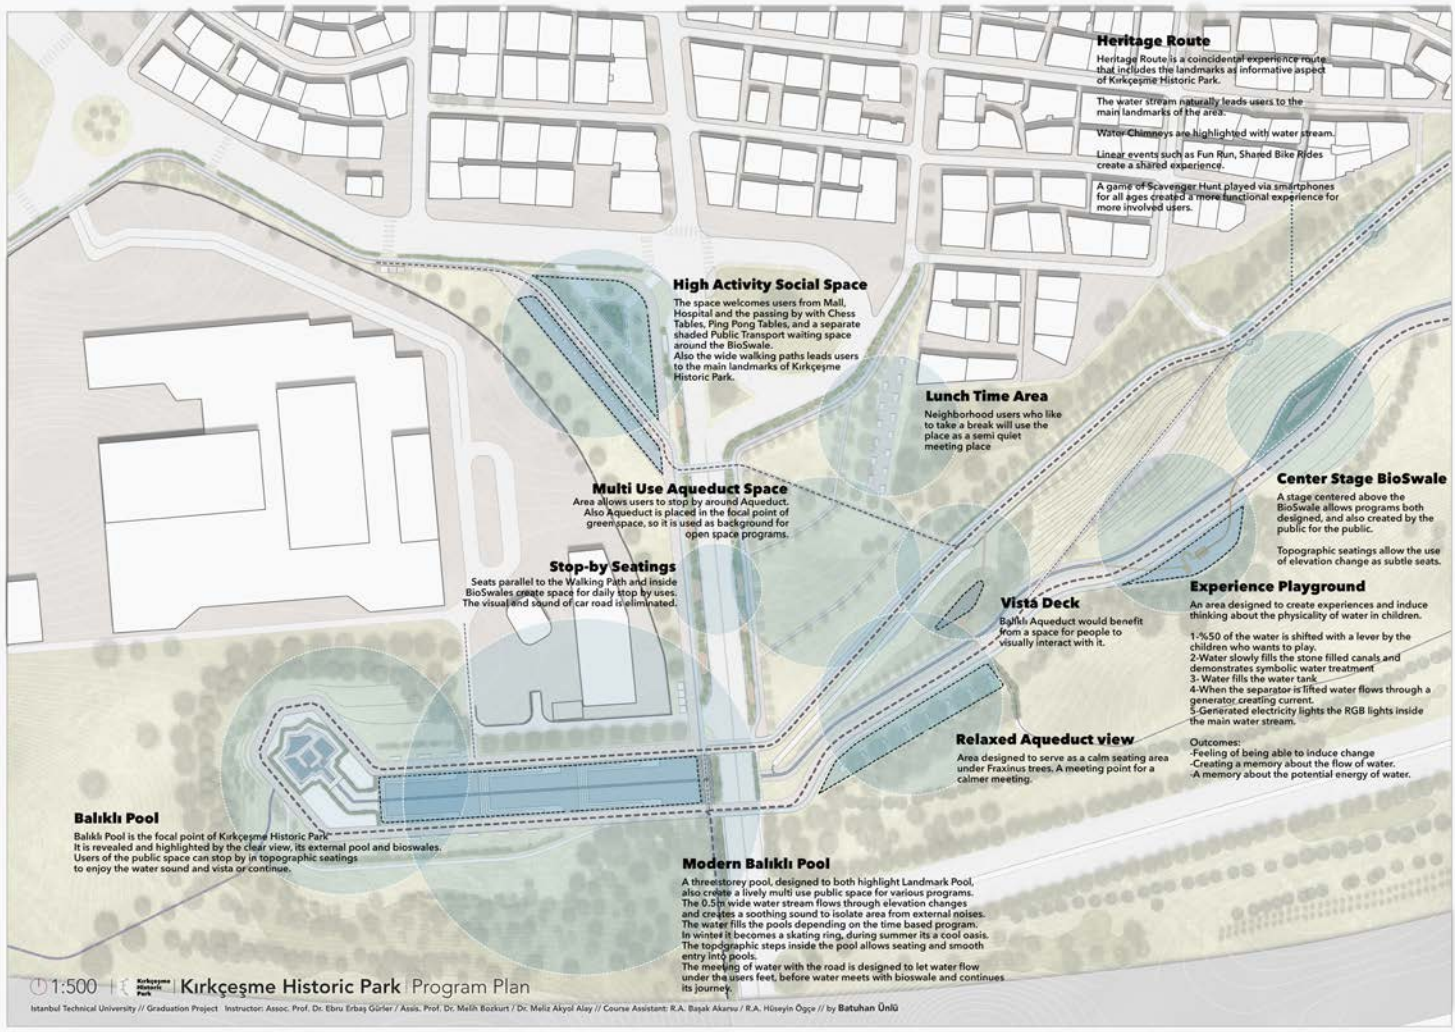 Heritage Route
Heritage Route is a coincidental experience route
that includes the landmarks as informative aspect
of Kırkçeşme Historic Park.
The water stream naturally leads users to the
main landmarks of the area.
Water Chimneys are highlighted with water stream.
Linear events such as Fun Run, Shared Bike Rides
create a shared experience.
A game of Scavenger Hunt played via smartphones
for all ages created a more functional experience for
more involved users.
High Activity Social Space
The space welcomes users from Mall,
Hospital and the passing by with Chess
Tables, Ping Pong Tables, and a separate
shaded Public Transport waiting space
around the BioSwale.
Also the wide walking paths leads users
to the main landmarks of Kırkçeşme
Historic Park.
Lunch Time Area
Neighborhood users who like
to take a break will use the
place as a semi quiet
meeting place
Multi Use Aqueduct Space
Area allows users to stop by around Aqueduct.
Also Aqueduct is placed in the focal point of
green space, so it is used as background for
open space programs.
Center Stage BioSwale
A stage centered above the
BioSwale allows programs both
designed, and also created by the
public for the public.
Topographic seatings allow the use
of elevation change as subtle seats.
Stop-by Seatings
Seats parallel to the Walking Path and inside
BioSwales create space for daily stop by uses.
The visual and sound of car road is eliminated.
Vista Deck
Balıklı Aqueduct would benefit
from a space for people to
visually interact with it.
Experience Playground
An area designed to create experiences and induce
thinking about the physicality of water in children.
1-%50 of the water is shifted with a lever by the
children who wants to play.
2-Water slowly fills the stone filled canals and
demonstrates symbolic water treatment
3- Water fills the water tank
4-When the separator is lifted water flows through a
generator creating current.
5-Generated electricity lights the RGB lights inside
the main water stream.
Outcomes:
-Feeling of being able to induce change
-Creating a memory about the flow of water.
-A memory about the potential energy of water.
Relaxed Aqueduct view
Area designed to serve as a calm seating area
under Fraxinus trees. A meeting point for a
calmer meeting.
Balıklı Pool
Balıklı Pool is the focal point of Kırkçeşme Historic Park
It is revealed and highlighted by the clear view, its external pool and bioswales.
Users of the public space can stop by in topographic seatings
to enjoy the water sound and vista or continue.
Modern Balıklı Pool
A three storey pool, designed to both highlight Landmark Pool,
also create a lively multi use public space for various programs.
The 0.5m wide water stream flows through elevation changes
and creates a soothing sound to isolate area from external noises.
The water fills the pools depending on the time based program.
In winter it becomes a skating ring, during summer its a cool oasis.
The topographic steps inside the pool allows seating and smooth
entry into pools.
The meeting of water with the road is designed to let water flow
under the users feet, before water meets with bioswale and continues
its journey.
1:500 Kırkçeşme Historic Park Kırkçeşme Historic Park | Program Plan
Istanbul Technical University // Graduation Project Instructor: Assoc. Prof. Dr. Ebru Erbaş Gürler / Assis. Prof. Dr. Melih Bozkurt / Dr. Meliz Akyol Alay // Course Assistant: R.A. Başak Akarsu / R.A. Hüseyin Öğçe // by Batuhan Ünlü